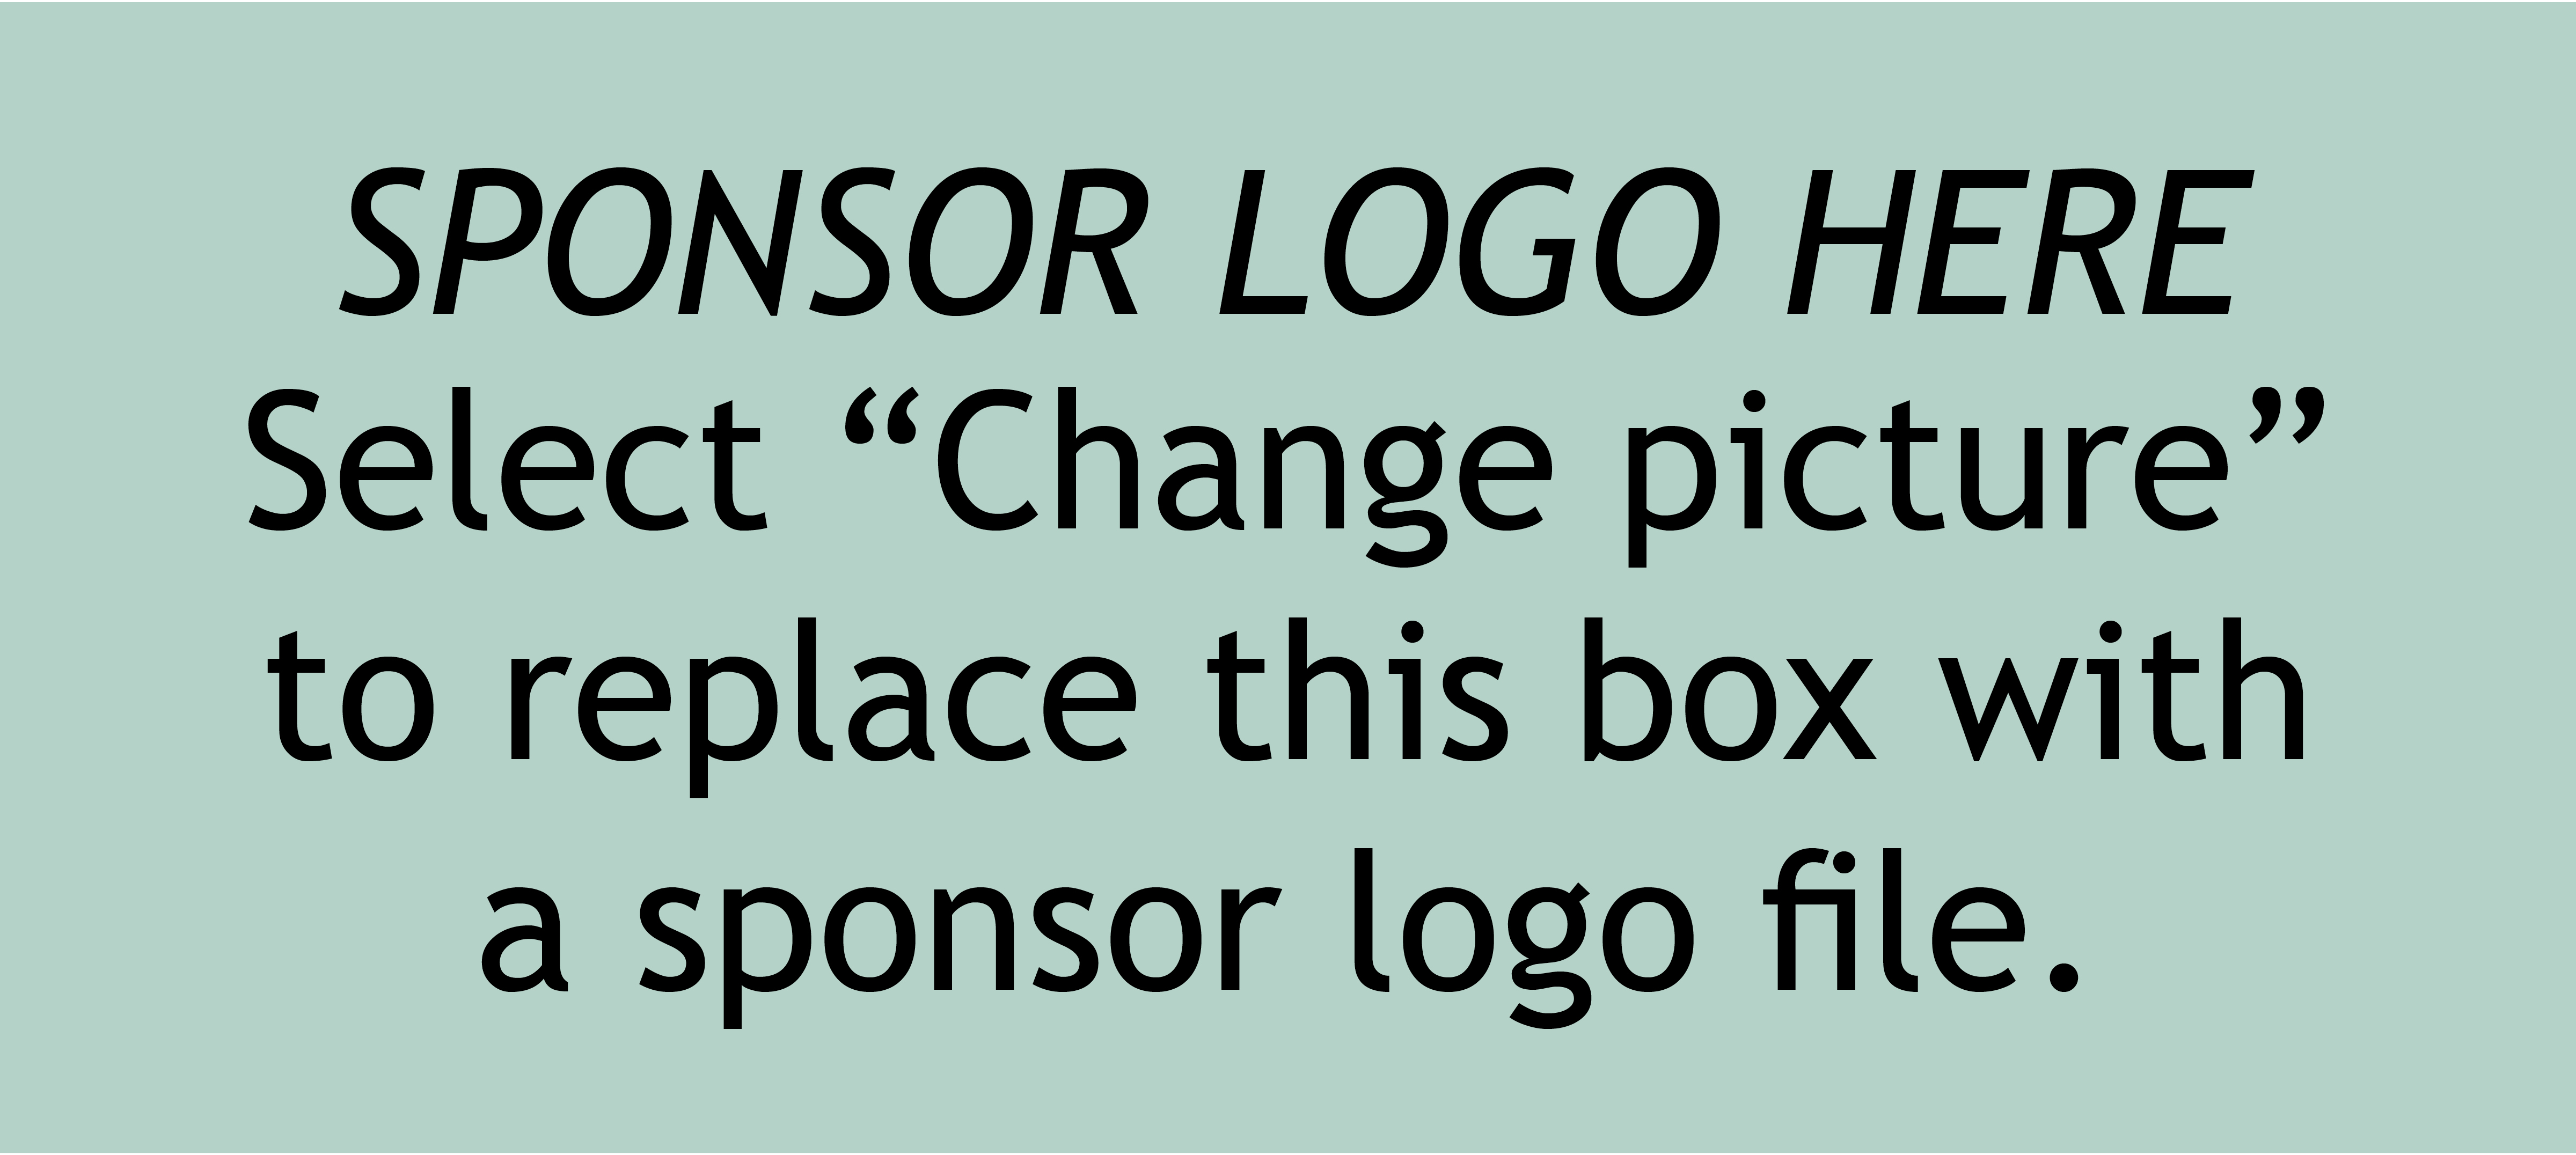 SPONSOR LOGO HERE
Select “Change picture”
to replace this box with
a sponsor logo file.